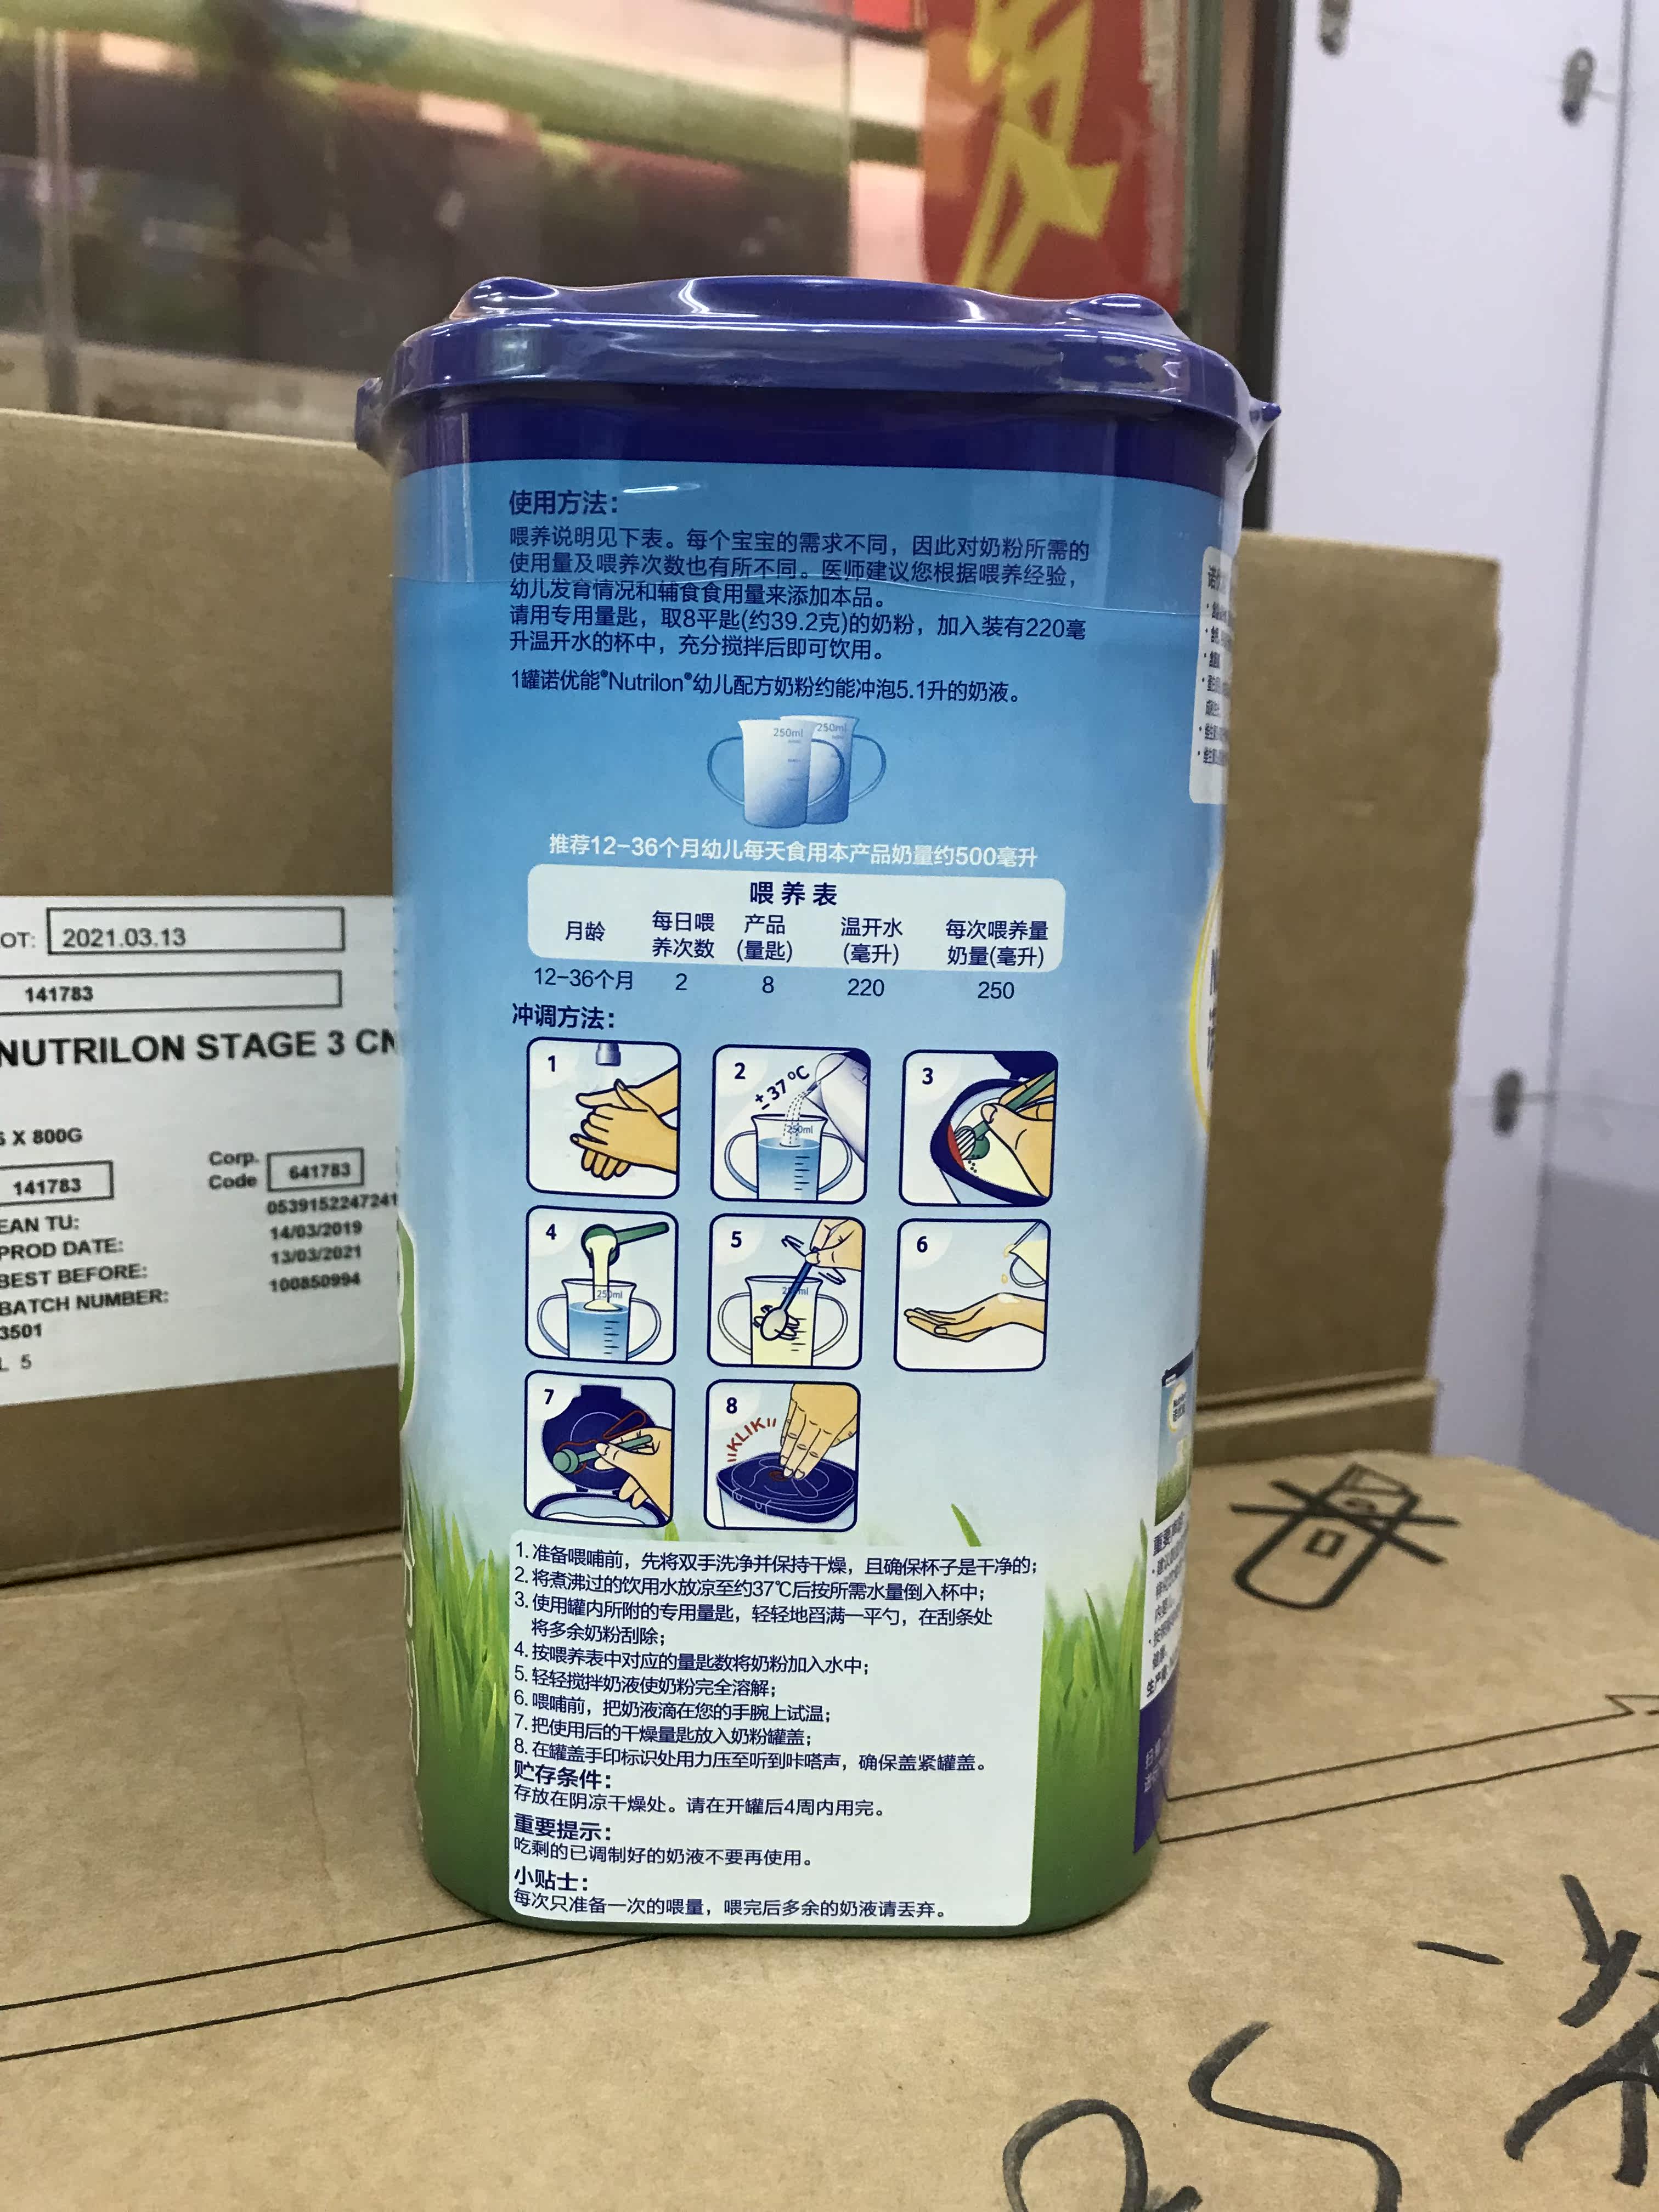 使用方法：
喂养说明见下表。每个宝宝的需求不同，因此对奶粉所需的
使用量及喂养次数也有所不同。医师建议您根据喂养经验，
幼儿发育情况和辅食食用量来添加本品。
请用专用量匙，取8平匙(约39.2克)的奶粉，加入装有220毫
升温开水的杯中，充分搅拌后即可饮用。
1罐诺优能®Nutrilon®幼儿配方奶粉约能冲泡5.1升的奶液。
250ml 250ml
推荐12-36个月幼儿每天食用本产品奶量约500毫升
喂养表
月龄 每日喂养次数 产品(量匙) 温开水(毫升) 每次喂养量奶量(毫升)
12-36个月 2 8 220 250
冲调方法：
1 2 3
±37℃
250ml
4 5 6
250ml 250ml
7 8
KLIK
1. 准备喂哺前，先将双手洗净并保持干燥，且确保杯子是干净的；
2. 将煮沸过的饮用水放凉至约37℃后按所需水量倒入杯中；
3. 使用罐内所附的专用量匙，轻轻地舀满一平勺，在刮条处
将多余奶粉刮除；
4. 按喂养表中对应的量匙数将奶粉加入水中；
5. 轻轻搅拌奶液使奶粉完全溶解；
6. 喂哺前，把奶液滴在您的手腕上试温；
7. 把使用后的干燥量匙放入奶粉罐盖；
8. 在罐盖手印标识处用力压至听到咔嗒声，确保盖紧罐盖。
贮存条件：
存放在阴凉干燥处。请在开罐后4周内用完。
重要提示：
吃剩的已调制好的奶液不要再使用。
小贴士：
每次只准备一次的喂量，喂完后多余的奶液请丢弃。
OT: 2021.03.13
141783
NUTRILON STAGE 3 CN
6 X 800G
141783 Corp. Code 641783
EAN TU: 0539152247241
PROD DATE: 14/03/2019
BEST BEFORE: 13/03/2021
BATCH NUMBER: 100850994
3501
L 5